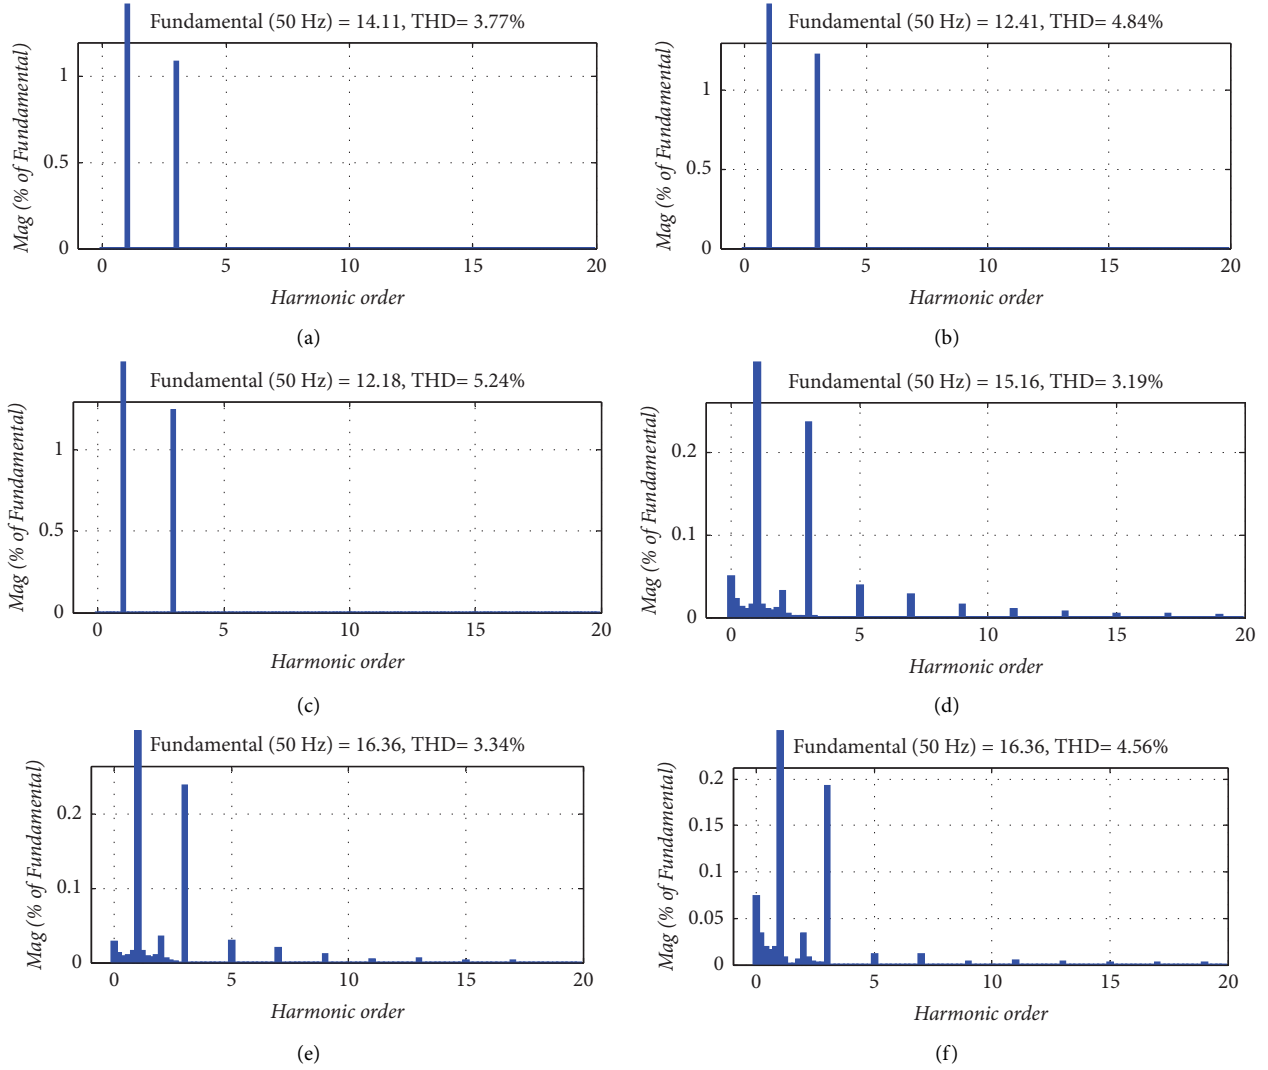 Fundamental (50 Hz) = 14.11, THD= 3.77%
Mag (% of Fundamental)
1
0.5
0
0 5 10 15 20
Harmonic order
(a)
Fundamental (50 Hz) = 12.41, THD= 4.84%
Mag (% of Fundamental)
1
0.5
0
0 5 10 15 20
Harmonic order
(b)
Fundamental (50 Hz) = 12.18, THD= 5.24%
Mag (% of Fundamental)
1
0.5
0
0 5 10 15 20
Harmonic order
(c)
Fundamental (50 Hz) = 15.16, THD= 3.19%
Mag (% of Fundamental)
0.2
0.1
0
0 5 10 15 20
Harmonic order
(d)
Fundamental (50 Hz) = 16.36, THD= 3.34%
Mag (% of Fundamental)
0.2
0.1
0
0 5 10 15 20
Harmonic order
(e)
Fundamental (50 Hz) = 16.36, THD= 4.56%
Mag (% of Fundamental)
0.2
0.15
0.1
0.05
0
0 5 10 15 20
Harmonic order
(f)